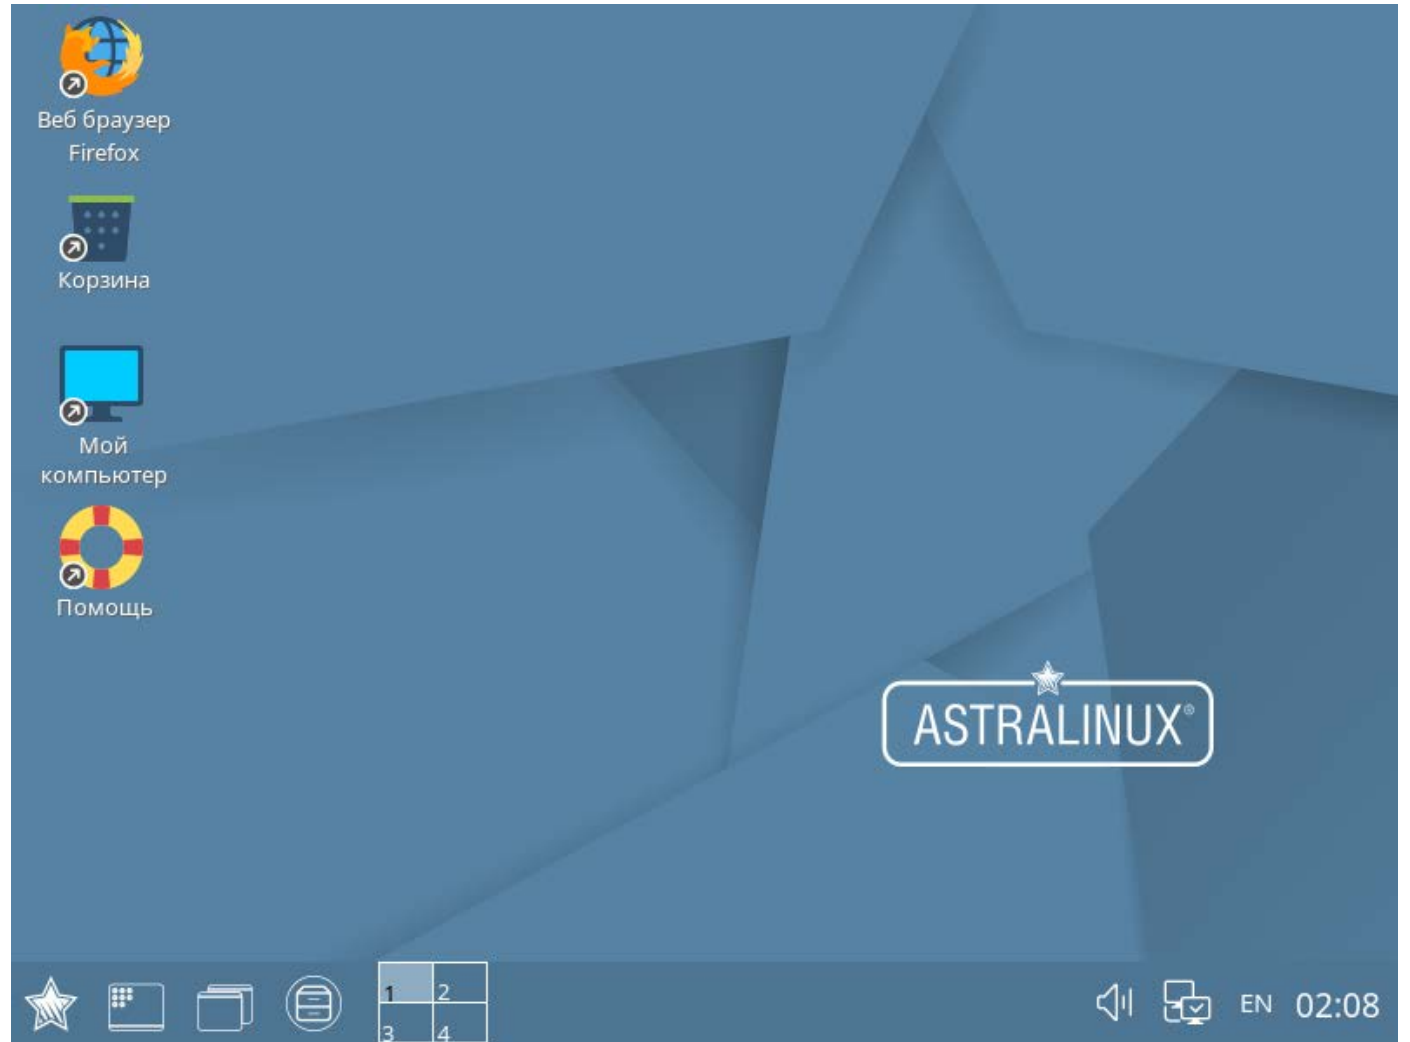 Веб браузер
Firefox
Корзина
Мой
компьютер
Помощь
ASTRALINUX®
1 2
3 4
EN 02:08